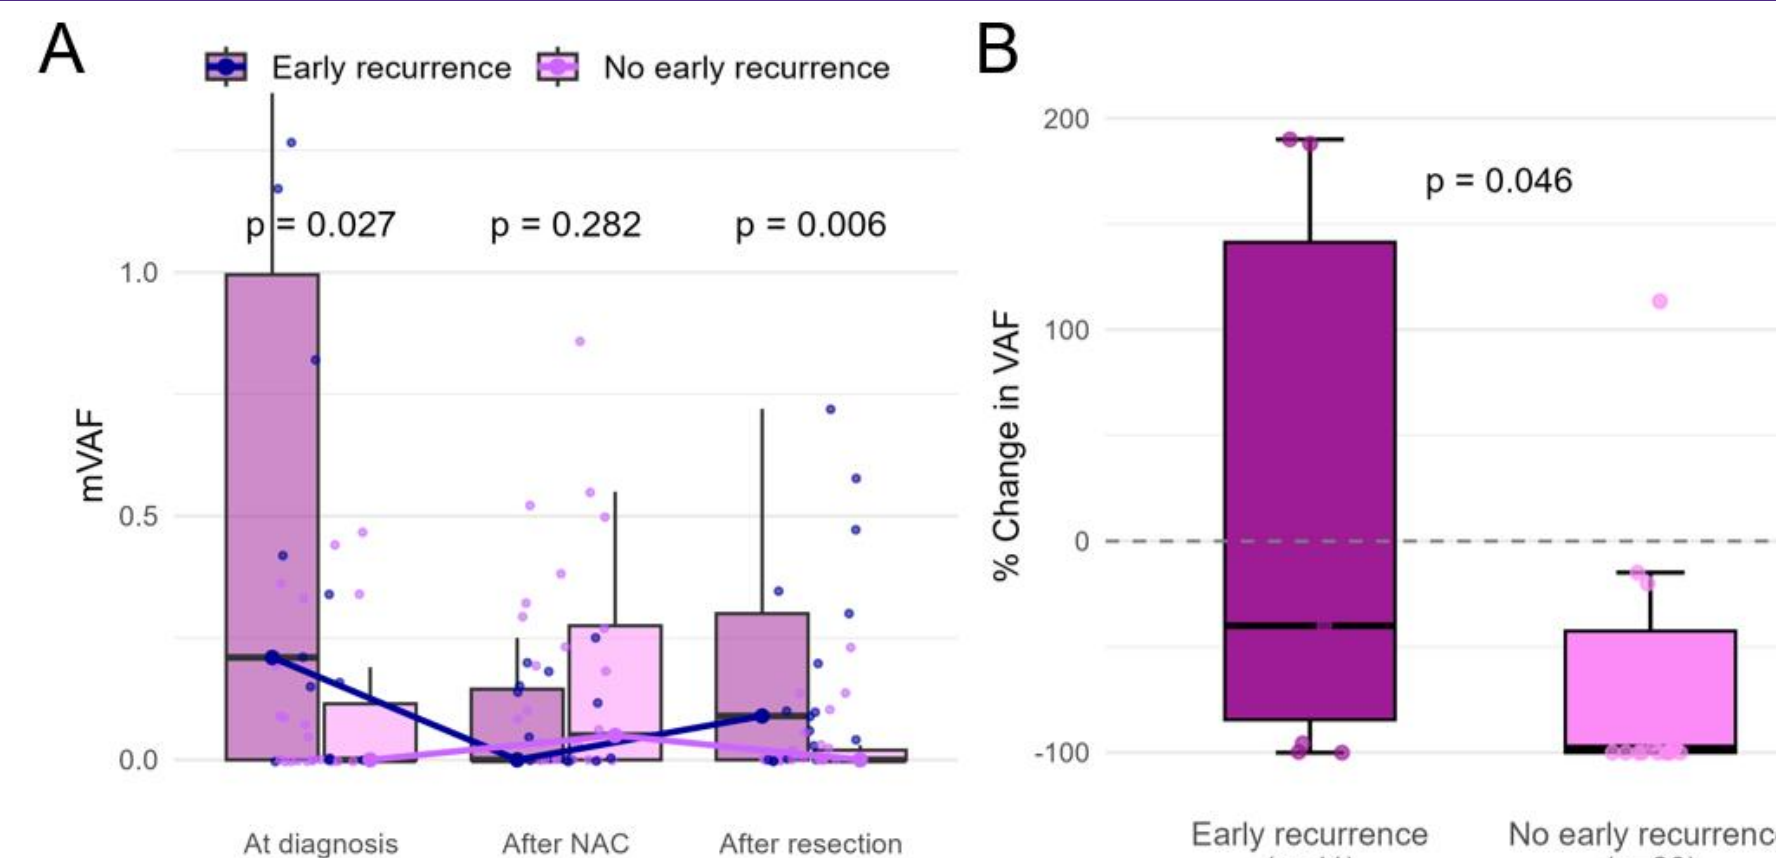 A
Early recurrence
No early recurrence
p = 0.027
p = 0.282
p = 0.006
mVAF
1.0
0.5
0.0
At diagnosis
After NAC
After resection
B
p = 0.046
% Change in VAF
200
100
0
-100
Early recurrence
No early recurrenc